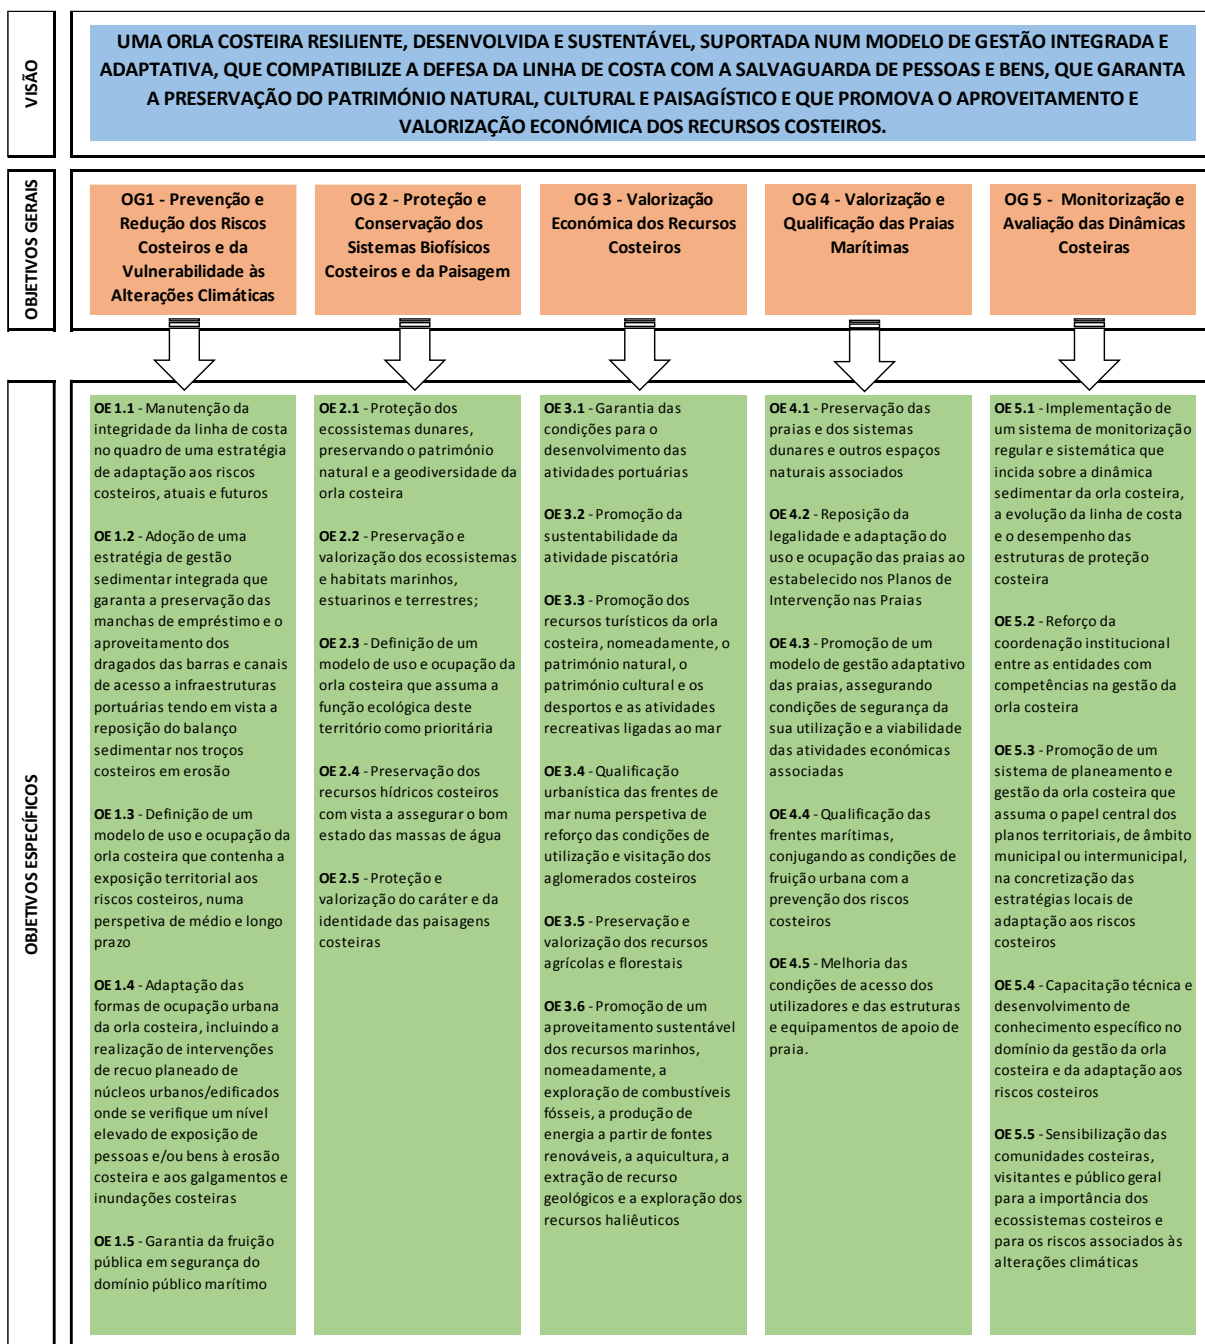 VISÃO
UMA ORLA COSTEIRA RESILIENTE, DESENVOLVIDA E SUSTENTÁVEL, SUPORTADA NUM MODELO DE GESTÃO INTEGRADA E
ADAPTATIVA, QUE COMPATIBILIZE A DEFESA DA LINHA DE COSTA COM A SALVAGUARDA DE PESSOAS E BENS, QUE GARANTA
A PRESERVAÇÃO DO PATRIMÓNIO NATURAL, CULTURAL E PAISAGÍSTICO E QUE PROMOVA O APROVEITAMENTO E
VALORIZAÇÃO ECONÓMICA DOS RECURSOS COSTEIROS.
OBJETIVOS GERAIS
OG1 - Prevenção e
Redução dos Riscos
Costeiros e da
Vulnerabilidade às
Alterações Climáticas
OG 2 - Proteção e
Conservação dos
Sistemas Biofísicos
Costeiros e da Paisagem
OG 3 - Valorização
Económica dos Recursos
Costeiros
OG 4 - Valorização e
Qualificação das Praias
Marítimas
OG 5 - Monitorização e
Avaliação das Dinâmicas
Costeiras
OBJETIVOS ESPECÍFICOS
OE 1.1 - Manutenção da
integridade da linha de costa
no quadro de uma estratégia
de adaptação aos riscos
costeiros, atuais e futuros
OE 1.2 - Adoção de uma
estratégia de gestão
sedimentar integrada que
garanta a preservação das
manchas de empréstimo e o
aproveitamento dos
dragados das barras e canais
de acesso a infraestruturas
portuárias tendo em vista a
reposição do balanço
sedimentar nos troços
costeiros em erosão
OE 1.3 - Definição de um
modelo de uso e ocupação da
orla costeira que contenha a
exposição territorial aos
riscos costeiros, numa
perspetiva de médio e longo
prazo
OE 1.4 - Adaptação das
formas de ocupação urbana
da orla costeira, incluindo a
realização de intervenções
de recuo planeado de
núcleos urbanos/edificados
onde se verifique um nível
elevado de exposição de
pessoas e/ou bens à erosão
costeira e aos galgamentos e
inundações costeiras
OE 1.5 - Garantia da fruição
pública em segurança do
domínio público marítimo
OE 2.1 - Proteção dos
ecossistemas dunares,
preservando o património
natural e a geodiversidade da
orla costeira
OE 2.2 - Preservação e
valorização dos ecossistemas
e habitats marinhos,
estuarinos e terrestres;
OE 2.3 - Definição de um
modelo de uso e ocupação da
orla costeira que assuma a
função ecológica deste
território como prioritária
OE 2.4 - Preservação dos
recursos hídricos costeiros
com vista a assegurar o bom
estado das massas de água
OE 2.5 - Proteção e
valorização do caráter e da
identidade das paisagens
costeiras
OE 3.1 - Garantia das
condições para o
desenvolvimento das
atividades portuárias
OE 3.2 - Promoção da
sustentabilidade da
atividade piscatória
OE 3.3 - Promoção dos
recursos turísticos da orla
costeira, nomeadamente, o
património natural, o
património cultural e os
desportos e as atividades
recreativas ligadas ao mar
OE 3.4 - Qualificação
urbanística das frentes de
mar numa perspetiva de
reforço das condições de
utilização e visitação dos
aglomerados costeiros
OE 3.5 - Preservação e
valorização dos recursos
agrícolas e florestais
OE 3.6 - Promoção de um
aproveitamento sustentável
dos recursos marinhos,
nomeadamente, a
exploração de combustíveis
fósseis, a produção de
energia a partir de fontes
renováveis, a aquicultura, a
extração de recurso
geológicos e a exploração dos
recursos haliêuticos
OE 4.1 - Preservação das
praias e dos sistemas
dunares e outros espaços
naturais associados
OE 4.2 - Reposição da
legalidade e adaptação do
uso e ocupação das praias ao
estabelecido nos Planos de
Intervenção nas Praias
OE 4.3 - Promoção de um
modelo de gestão adaptativo
das praias, assegurando
condições de segurança da
sua utilização e a viabilidade
das atividades económicas
associadas
OE 4.4 - Qualificação das
frentes marítimas,
conjugando as condições de
fruição urbana com a
prevenção dos riscos
costeiros
OE 4.5 - Melhoria das
condições de acesso dos
utilizadores e das estruturas
e equipamentos de apoio de
praia.
OE 5.1 - Implementação de
um sistema de monitorização
regular e sistemática que
incida sobre a dinâmica
sedimentar da orla costeira,
a evolução da linha de costa
e o desempenho das
estruturas de proteção
costeira
OE 5.2 - Reforço da
coordenação institucional
entre as entidades com
competências na gestão da
orla costeira
OE 5.3 - Promoção de um
sistema de planeamento e
gestão da orla costeira que
assuma o papel central dos
planos territoriais, de âmbito
municipal ou intermunicipal,
na concretização das
estratégias locais de
adaptação aos riscos
costeiros
OE 5.4 - Capacitação técnica e
desenvolvimento de
conhecimento específico no
domínio da gestão da orla
costeira e da adaptação aos
riscos costeiros
OE 5.5 - Sensibilização das
comunidades costeiras,
visitantes e público geral
para a importância dos
ecossistemas costeiros e
para os riscos associados às
alterações climáticas